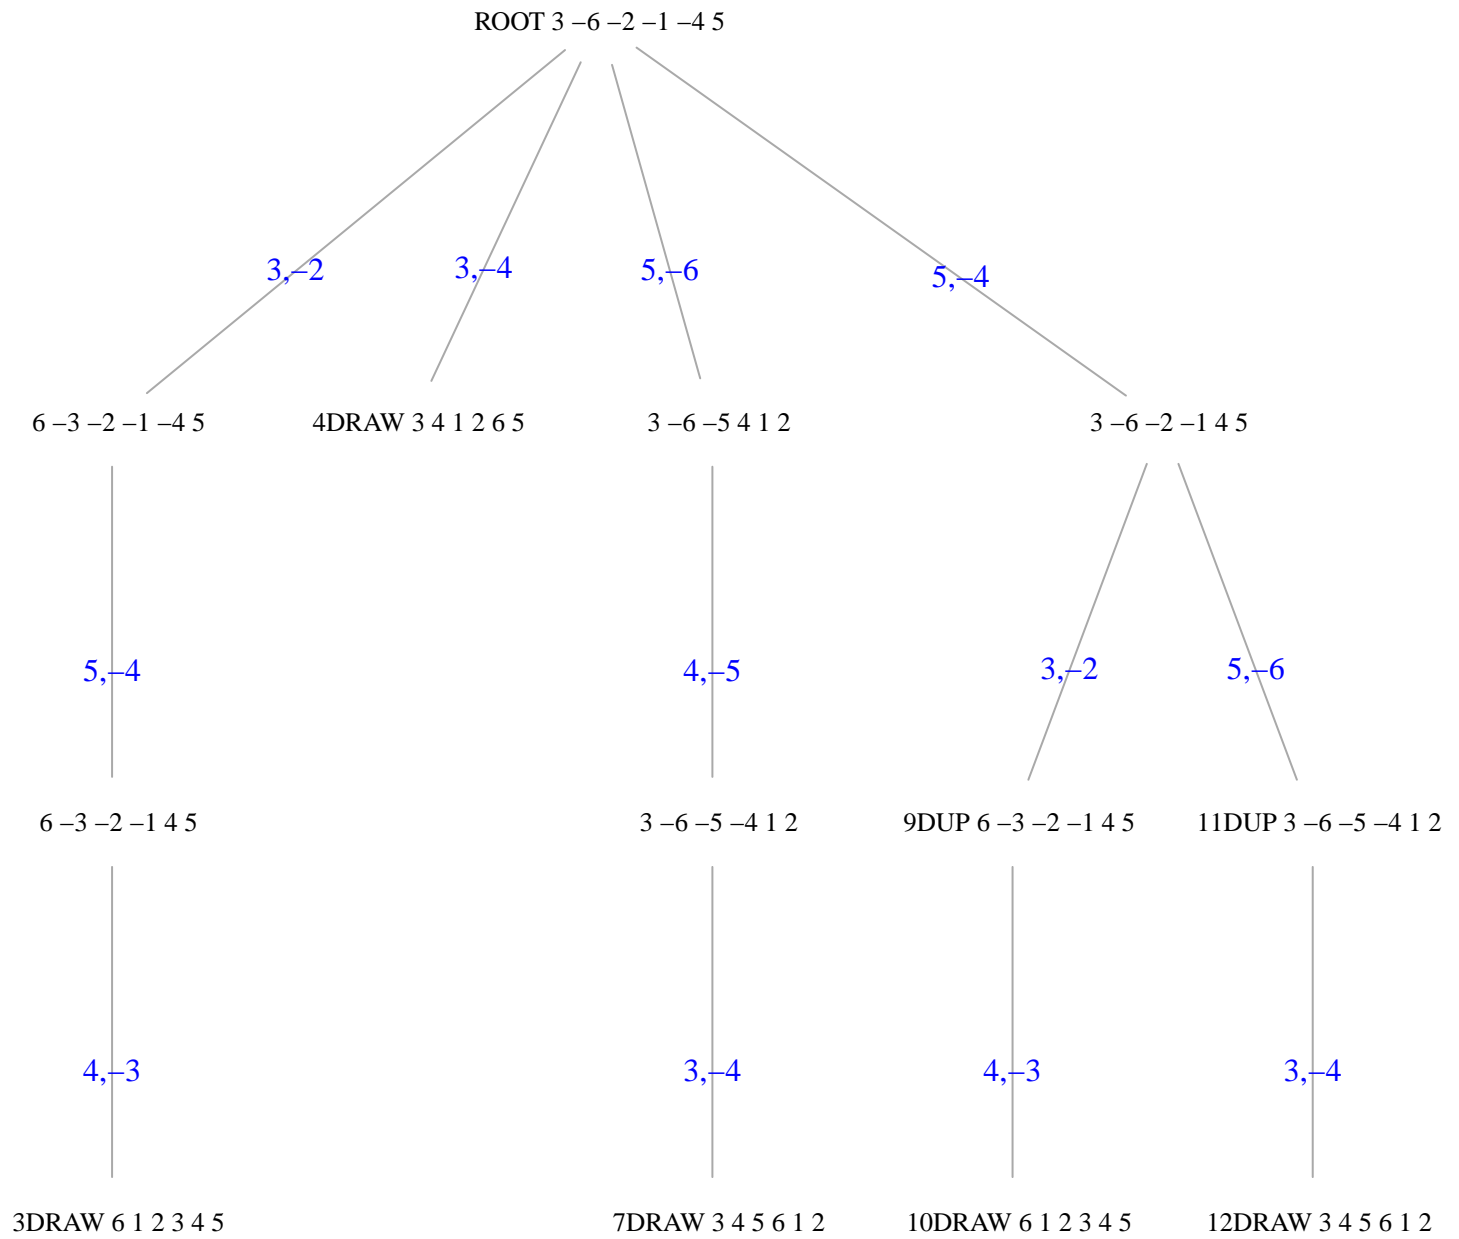 ROOT 3 –6 –2 –1 –4 5
3,–2
3,–4
5,–6
5,–4
6 –3 –2 –1 –4 5
4DRAW 3 4 1 2 6 5
3 –6 –5 4 1 2
3 –6 –2 –1 4 5
5,–4
4,–5
3,–2
5,–6
6 –3 –2 –1 4 5
3 –6 –5 –4 1 2
9DUP 6 –3 –2 –1 4 5
11DUP 3 –6 –5 –4 1 2
4,–3
3,–4
4,–3
3,–4
3DRAW 6 1 2 3 4 5
7DRAW 3 4 5 6 1 2
10DRAW 6 1 2 3 4 5
12DRAW 3 4 5 6 1 2